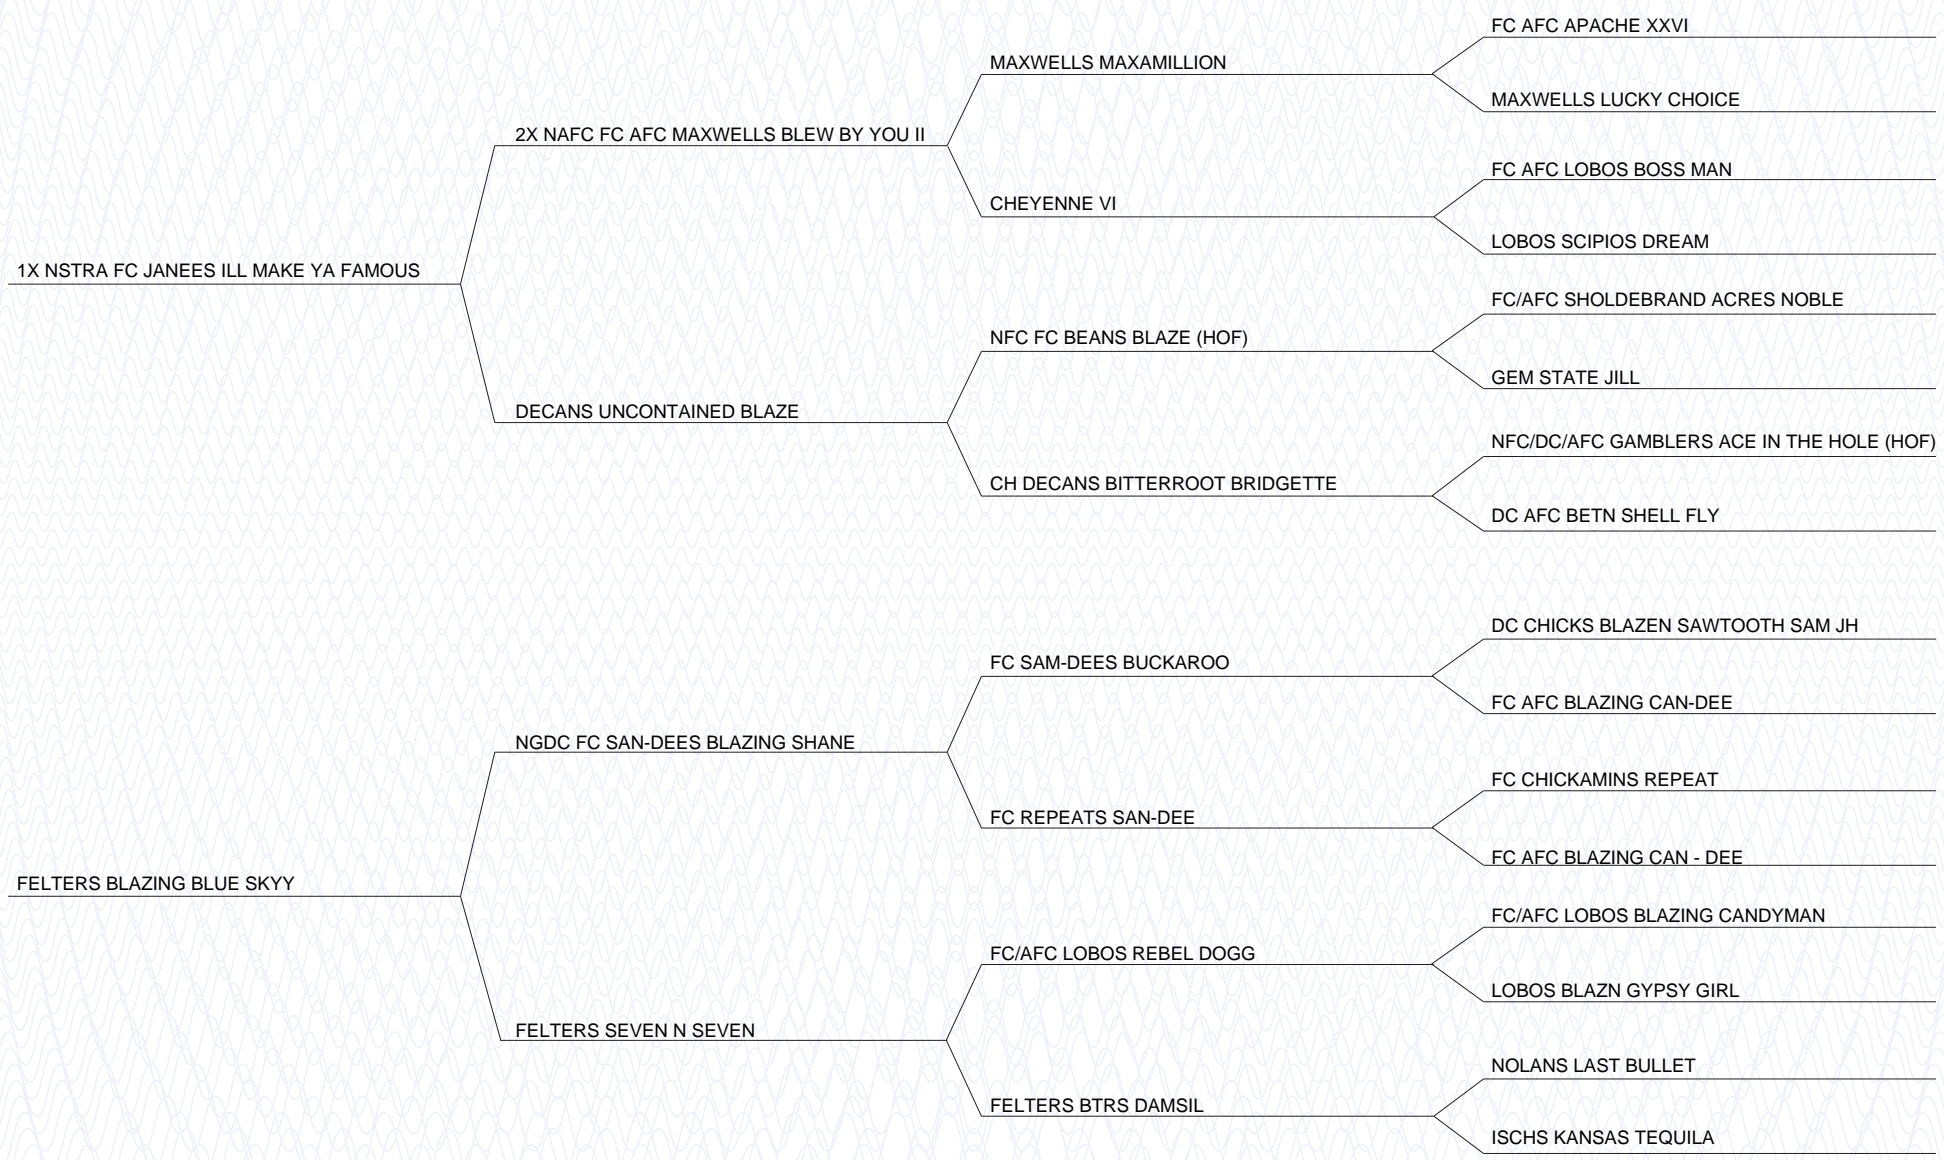 FC AFC APACHE XXVI
MAXWELLS MAXAMILLION
MAXWELLS LUCKY CHOICE
2X NAFC FC AFC MAXWELLS BLEW BY YOU II
FC AFC LOBOS BOSS MAN
CHEYENNE VI
LOBOS SCIPIOS DREAM
1X NSTRA FC JANEES ILL MAKE YA FAMOUS
FC/AFC SHOLDEBRAND ACRES NOBLE
NFC FC BEANS BLAZE (HOF)
GEM STATE JILL
DECANS UNCONTAINED BLAZE
NFC/DC/AFC GAMBLERS ACE IN THE HOLE (HOF)
CH DECANS BITTERROOT BRIDGETTE
DC AFC BETN SHELL FLY
DC CHICKS BLAZEN SAWTOOTH SAM JH
FC SAM-DEES BUCKAROO
FC AFC BLAZING CAN-DEE
NGDC FC SAN-DEES BLAZING SHANE
FC CHICKAMINS REPEAT
FC REPEATS SAN-DEE
FC AFC BLAZING CAN - DEE
FELTERS BLAZING BLUE SKYY
FC/AFC LOBOS BLAZING CANDYMAN
FC/AFC LOBOS REBEL DOGG
LOBOS BLAZN GYPSY GIRL
FELTERS SEVEN N SEVEN
NOLANS LAST BULLET
FELTERS BTRS DAMSIL
ISCHS KANSAS TEQUILA